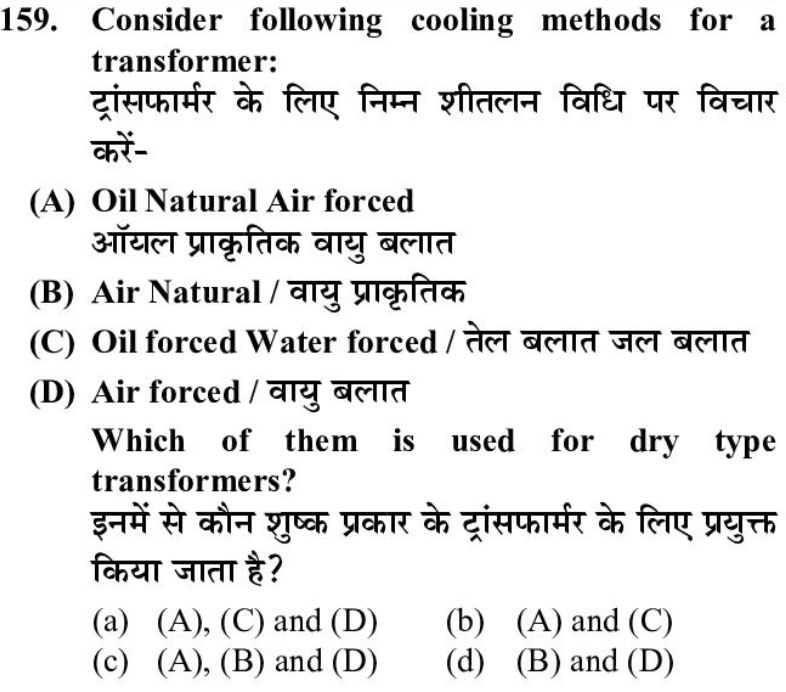 159. Consider following cooling methods for a
transformer:
ट्रांसफार्मर के लिए निम्न शीतलन विधि पर विचार
करें-
(A) Oil Natural Air forced
ऑयल प्राकृतिक वायु बलात
(B) Air Natural / वायु प्राकृतिक
(C) Oil forced Water forced / तेल बलात जल बलात
(D) Air forced / वायु बलात
Which of them is used for dry type
transformers?
इनमें से कौन शुष्क प्रकार के ट्रांसफार्मर के लिए प्रयुक्त
किया जाता है?
(a) (A), (C) and (D) (b) (A) and (C)
(c) (A), (B) and (D) (d) (B) and (D)